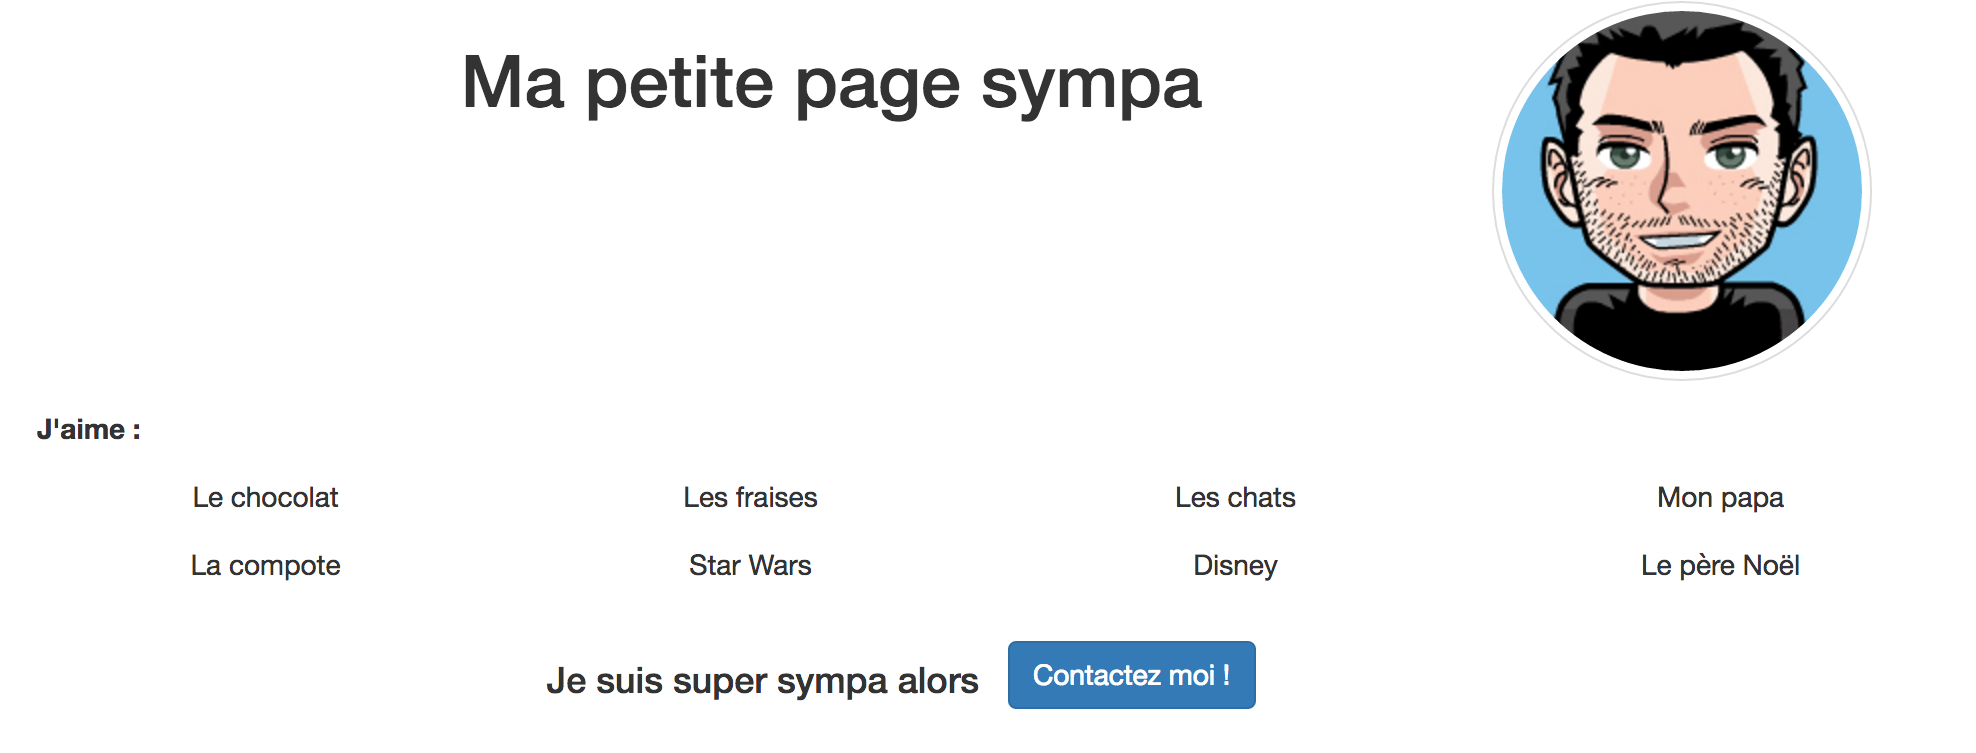 Ma petite page sympa
J'aime :
Le chocolat Les fraises Les chats Mon papa
La compote Star Wars Disney Le père Noël
Je suis super sympa alors Contactez moi !